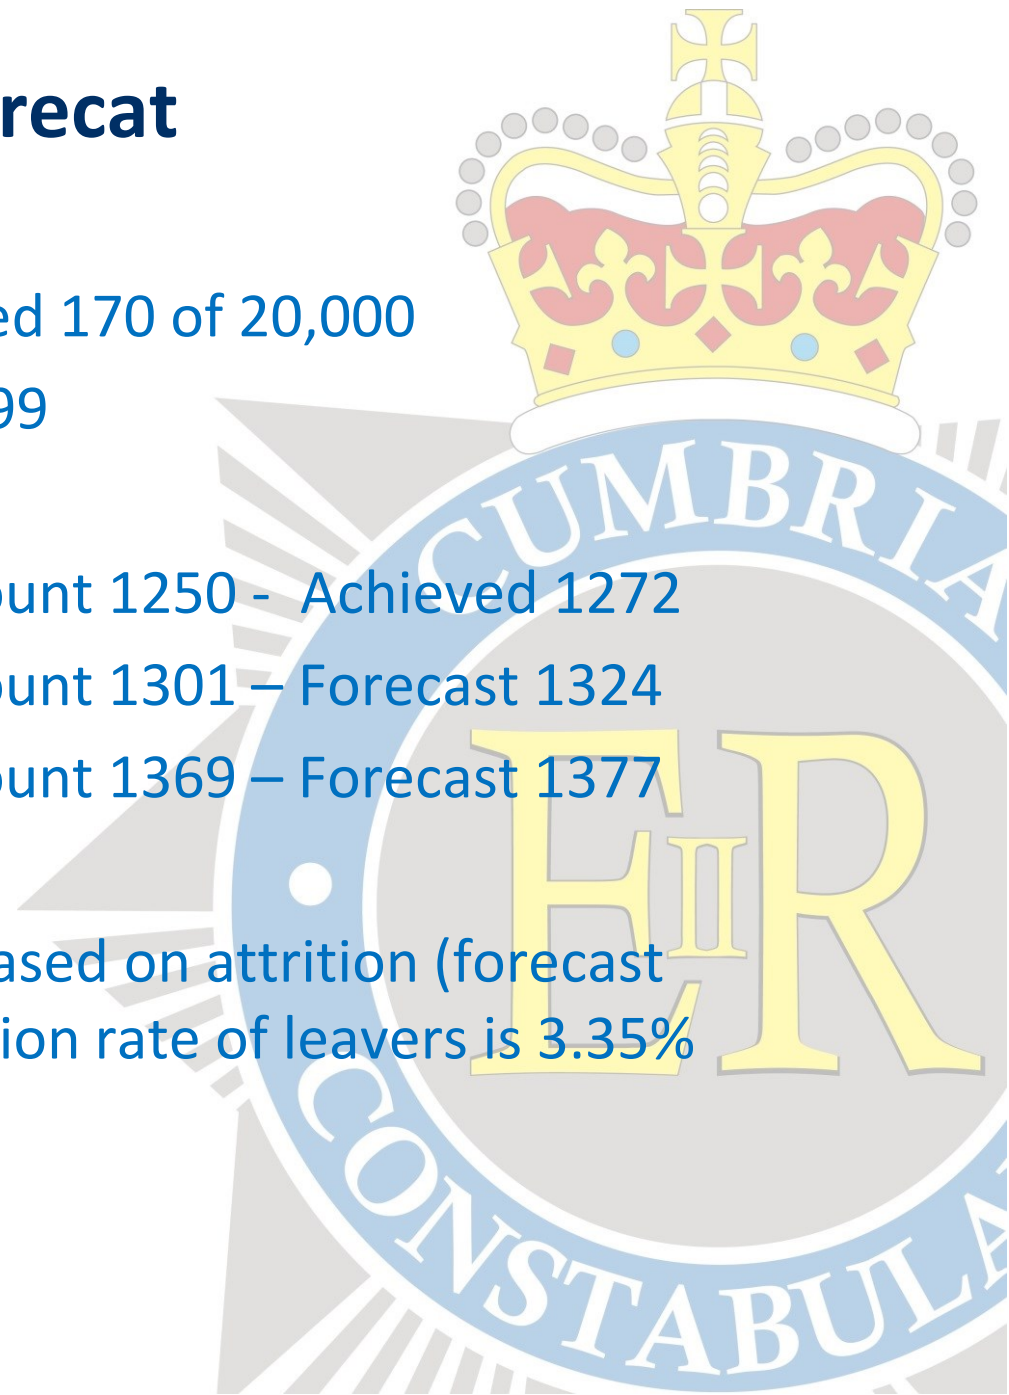 recat
ed 170 of 20,000
99
ount 1250 -  Achieved 1272
ount 1301 – Forecast 1324
ount 1369 – Forecast 1377
ased on attrition (forecast
ion rate of leavers is 3.35%
CUMBRIA
EIIR
CONSTABULA